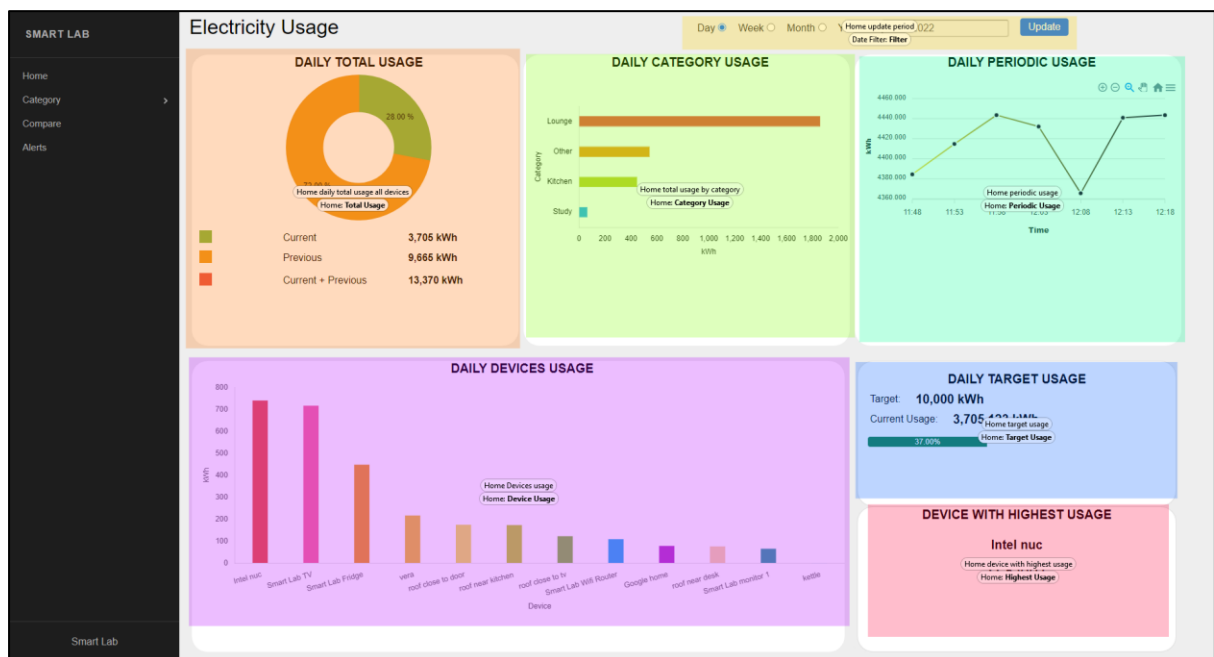 SMART LAB
Home
Category
Compare
Alerts
Smart Lab
Electricity Usage
Day Week Month
Home update period
2022
Date Filter: Filter
Update
DAILY TOTAL USAGE
28.00 %
Home daily total usage all devices
Home: Total Usage
Current 3,705 kWh
Previous 9,665 kWh
Current + Previous 13,370 kWh
DAILY CATEGORY USAGE
Category
Lounge
Other
Kitchen
Study
Home total usage by category
Home: Category Usage
0 200 400 600 800 1,000 1,200 1,400 1,600 1,800 2,000
kWh
DAILY PERIODIC USAGE
kWh
4460.000
4440.000
4420.000
4400.000
4380.000
4360.000
Home periodic usage
Home: Periodic Usage
11:48 11:53 12:03 12:08 12:13 12:18
Time
DAILY DEVICES USAGE
kWh
800
700
600
500
400
300
200
100
0
Home Devices usage
Home: Device Usage
Intel nuc
Smart Lab TV
Smart Lab Fridge
vera
roof close to door
roof near kitchen
roof close to tv
Smart Lab Wifi Router
Google home
roof near desk
Smart Lab monitor 1
kettle
Device
DAILY TARGET USAGE
Target: 10,000 kWh
Current Usage: 3,705.123 kWh
Home target usage
37.00%
Home: Target Usage
DEVICE WITH HIGHEST USAGE
Intel nuc
Home device with highest usage
Home: Highest Usage